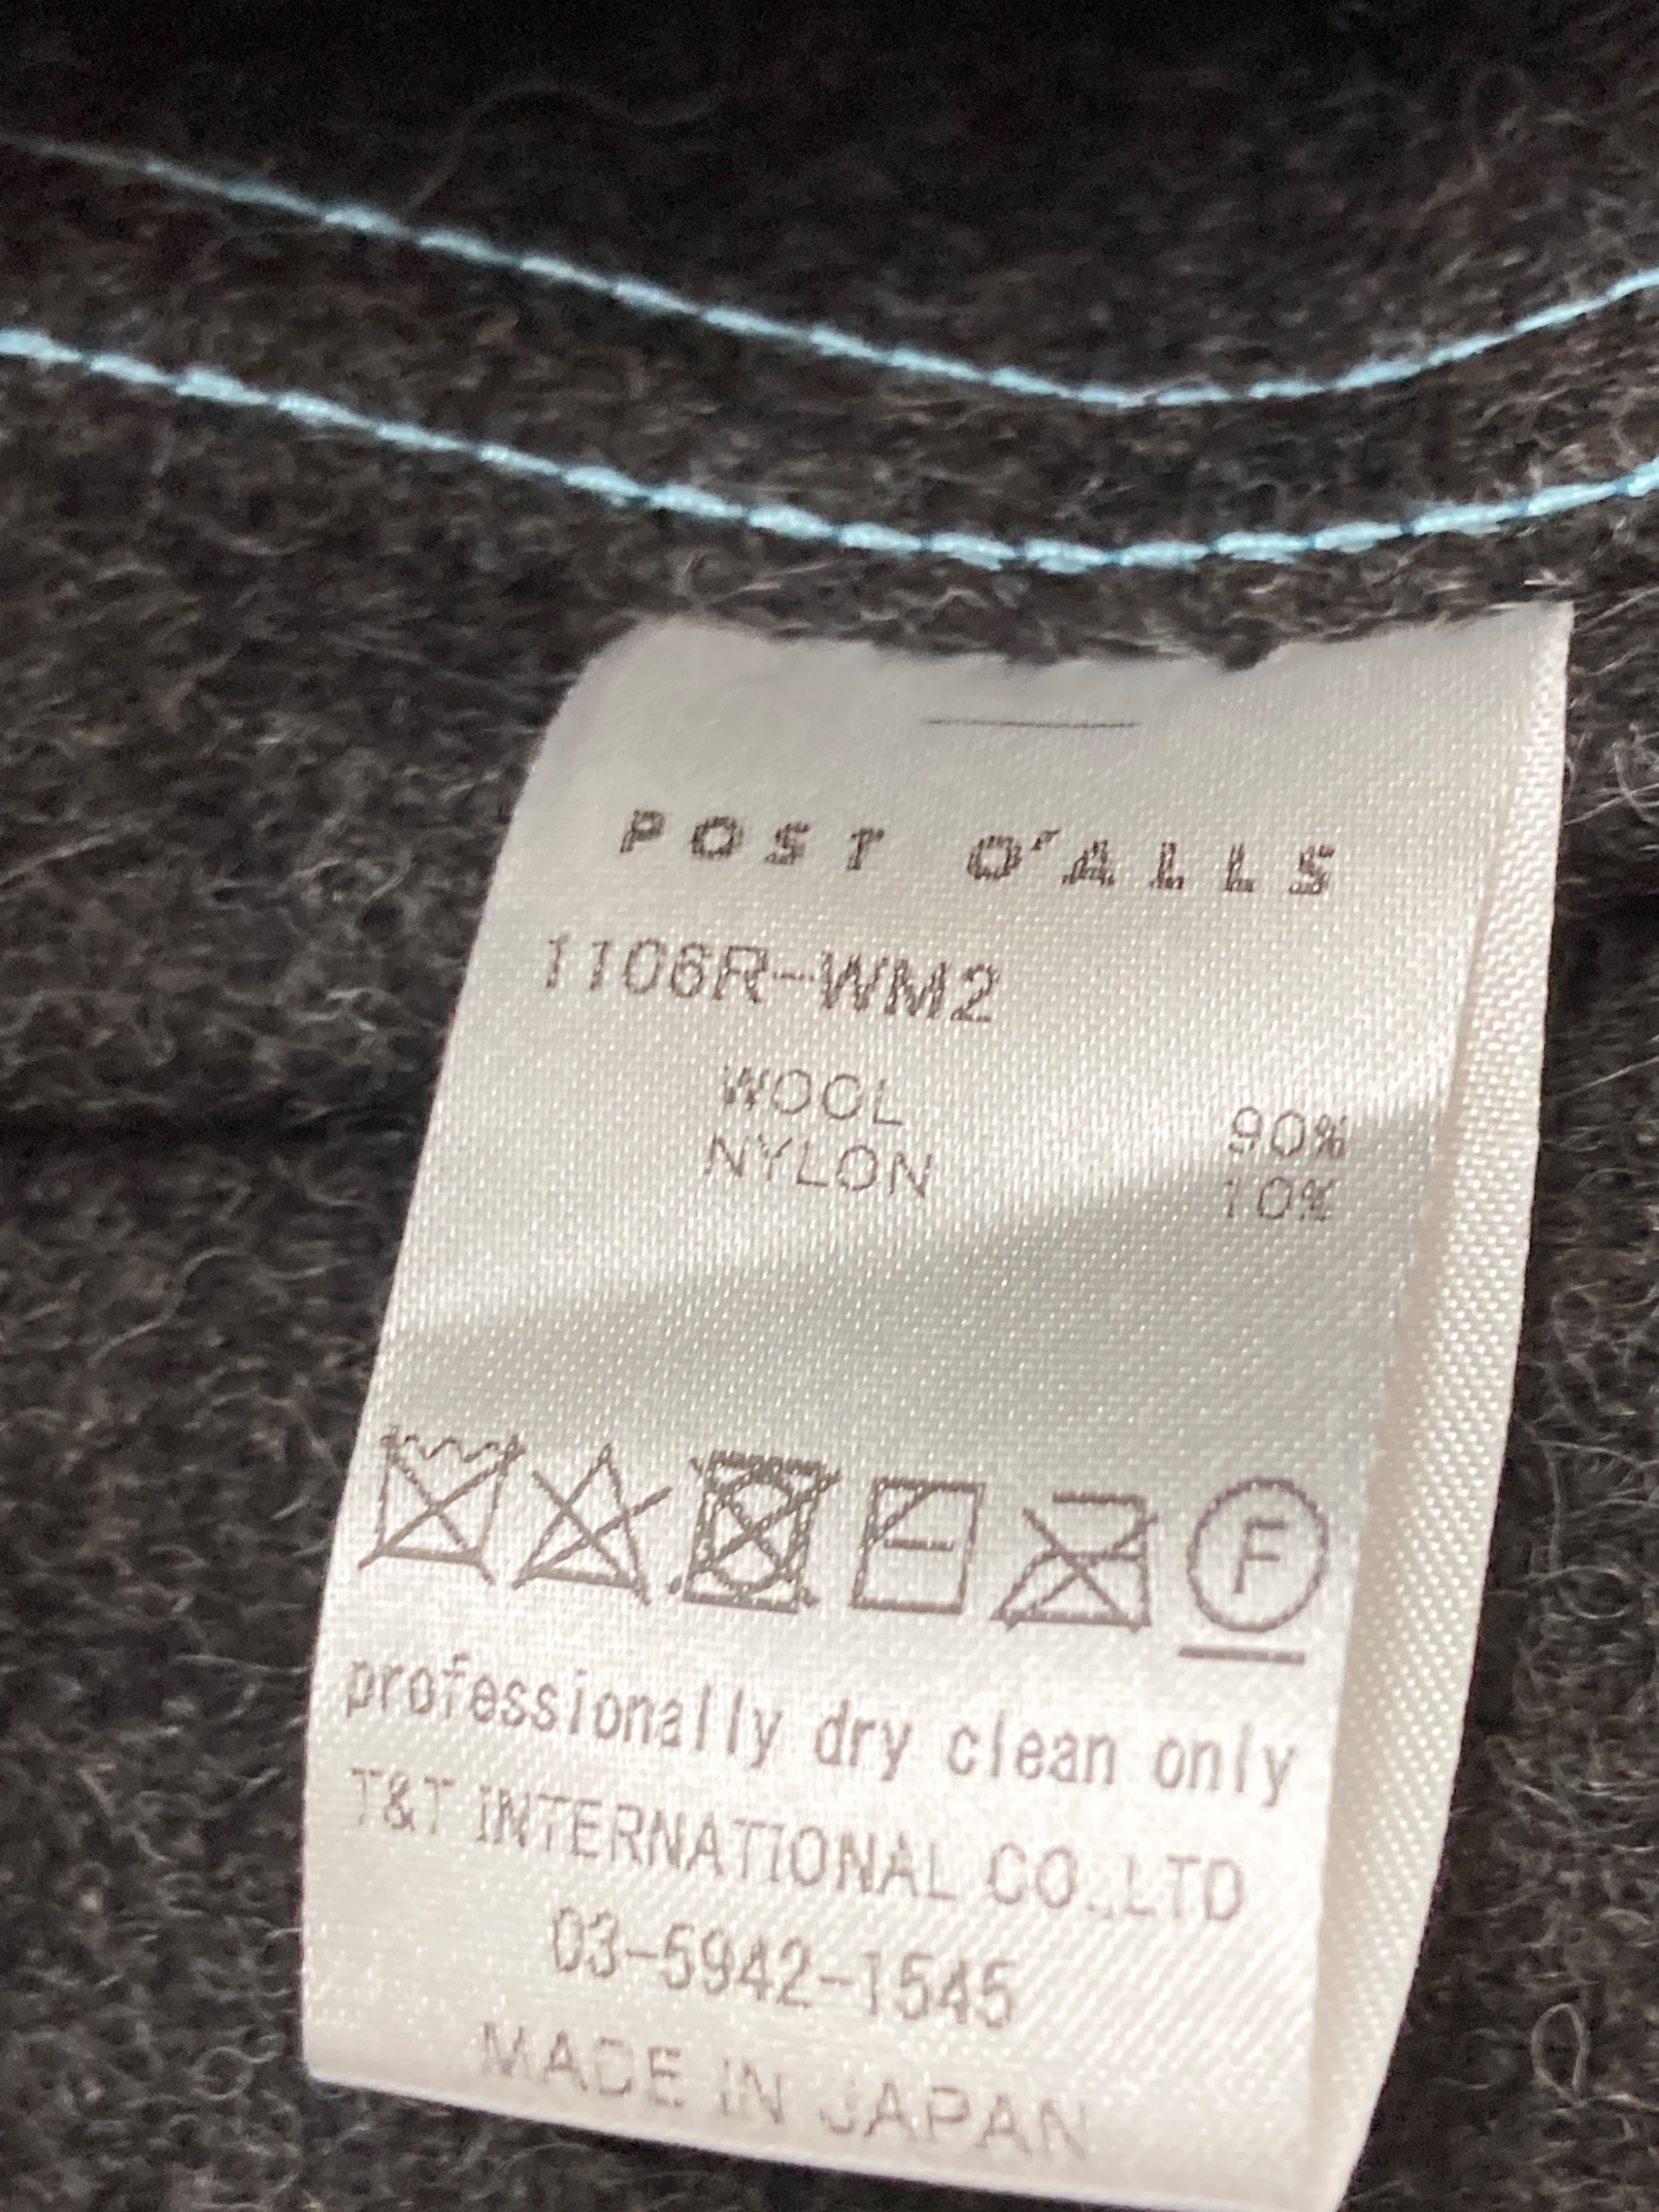 POST O'ALLS
1106R-WM2
WOOL 90%
NYLON 10%
F
professionally dry clean only
T&T INTERNATIONAL CO.,LTD
03-5942-1545
MADE IN JAPAN